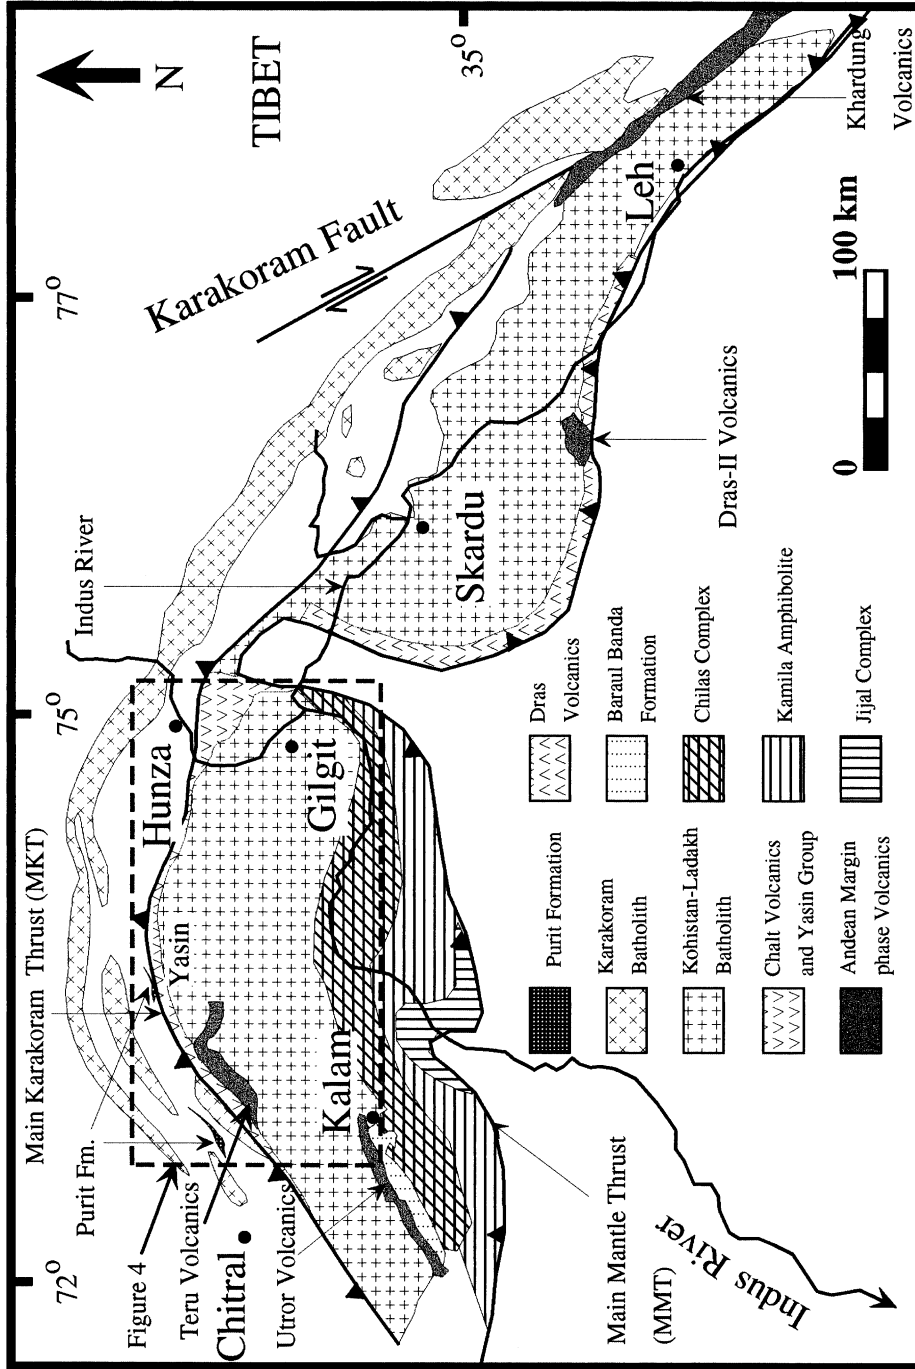 72°
75°
77°
35°
N
TIBET
Main Karakoram Thrust (MKT)
Purit Fm.
Figure 4
Teru Volcanics
Chitral
Utror Volcanics
Indus River
Karakoram Fault
Hunza
Yasin
Gilgit
Kalam
Skardu
Leh
Khardung
Volcanics
Dras-II Volcanics
Main Mantle Thrust
(MMT)
Indus River
Purit Formation
Karakoram
Batholith
Kohistan-Ladakh
Batholith
Chalt Volcanics
and Yasin Group
Andean Margin
phase Volcanics
Dras
Volcanics
Baraul Banda
Formation
Chilas Complex
Kamila Amphibolite
Jijal Complex
0
100 km